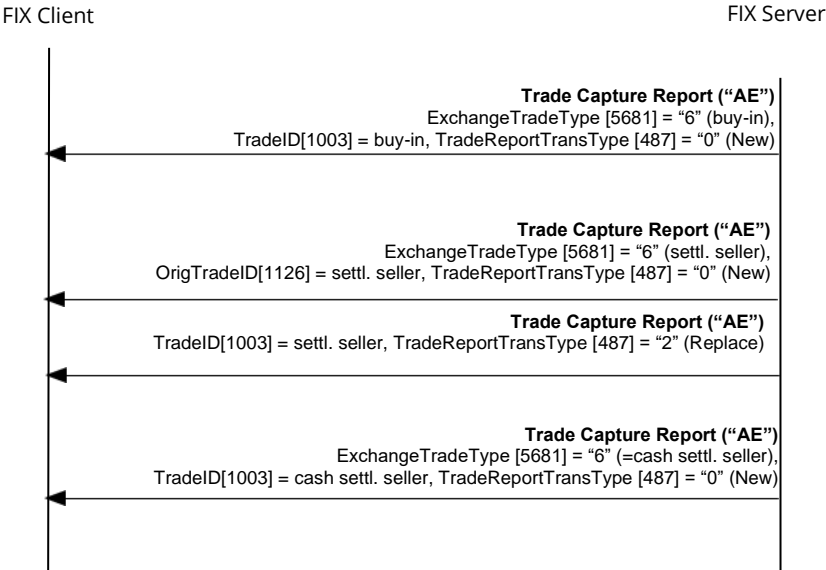 FIX Client
FIX Server
Trade Capture Report (“AE”)
ExchangeTradeType [5681] = “6” (buy-in),
TradeID[1003] = buy-in, TradeReportTransType [487] = “0” (New)
Trade Capture Report (“AE”)
ExchangeTradeType [5681] = “6” (settl. seller),
OrigTradeID[1126] = settl. seller, TradeReportTransType [487] = “0” (New)
Trade Capture Report (“AE”)
TradeID[1003] = settl. seller, TradeReportTransType [487] = “2” (Replace)
Trade Capture Report (“AE”)
ExchangeTradeType [5681] = “6” (=cash settl. seller),
TradeID[1003] = cash settl. seller, TradeReportTransType [487] = “0” (New)